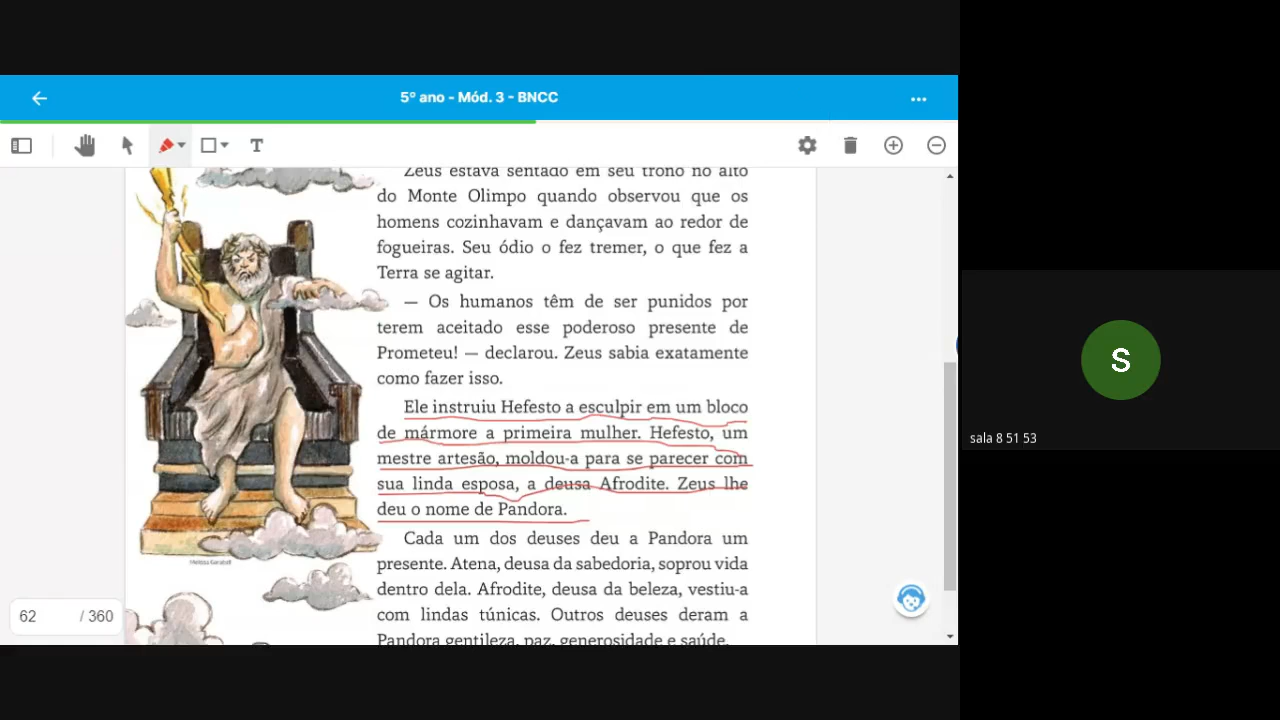 5º ano - Mód. 3 - BNCC
T
Zeus estava sentado em seu trono no alto
do Monte Olimpo quando observou que os
homens cozinhavam e dançavam ao redor de
fogueiras. Seu ódio o fez tremer, o que fez a
Terra se agitar.
— Os humanos têm de ser punidos por
terem aceitado esse poderoso presente de
Prometeu! — declarou. Zeus sabia exatamente
como fazer isso.
Ele instruiu Hefesto a esculpir em um bloco
de mármore a primeira mulher. Hefesto, um
mestre artesão, moldou-a para se parecer com
sua linda esposa, a deusa Afrodite. Zeus lhe
deu o nome de Pandora.
Cada um dos deuses deu a Pandora um
presente. Atena, deusa da sabedoria, soprou vida
dentro dela. Afrodite, deusa da beleza, vestiu-a
com lindas túnicas. Outros deuses deram a
Pandora gentileza, paz, generosidade e saúde.
62 / 360
S
sala 8 51 53